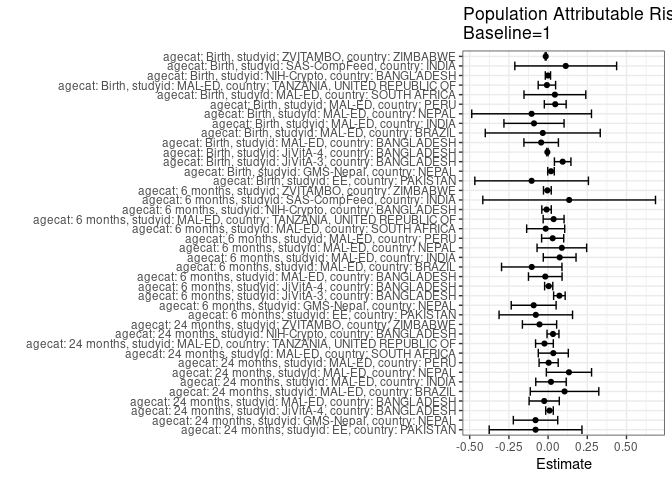 Population Attributable Ris
Baseline=1
agecat: Birth, studyid: ZVITAMBO, country: ZIMBABWE
agecat: Birth, studyid: SAS-CompFeed, country: INDIA
agecat: Birth, studyid: NIH-Crypto, country: BANGLADESH
agecat: Birth, studyid: MAL-ED, country: TANZANIA, UNITED REPUBLIC OF
agecat: Birth, studyid: MAL-ED, country: SOUTH AFRICA
agecat: Birth, studyid: MAL-ED, country: PERU
agecat: Birth, studyid: MAL-ED, country: NEPAL
agecat: Birth, studyid: MAL-ED, country: INDIA
agecat: Birth, studyid: MAL-ED, country: BRAZIL
agecat: Birth, studyid: MAL-ED, country: BANGLADESH
agecat: Birth, studyid: JiVitA-4, country: BANGLADESH
agecat: Birth, studyid: JiVitA-3, country: BANGLADESH
agecat: Birth, studyid: GMS-Nepal, country: NEPAL
agecat: Birth, studyid: EE, country: PAKISTAN
agecat: 6 months, studyid: ZVITAMBO, country: ZIMBABWE
agecat: 6 months, studyid: SAS-CompFeed, country: INDIA
agecat: 6 months, studyid: NIH-Crypto, country: BANGLADESH
agecat: 6 months, studyid: MAL-ED, country: TANZANIA, UNITED REPUBLIC OF
agecat: 6 months, studyid: MAL-ED, country: SOUTH AFRICA
agecat: 6 months, studyid: MAL-ED, country: PERU
agecat: 6 months, studyid: MAL-ED, country: NEPAL
agecat: 6 months, studyid: MAL-ED, country: INDIA
agecat: 6 months, studyid: MAL-ED, country: BRAZIL
agecat: 6 months, studyid: MAL-ED, country: BANGLADESH
agecat: 6 months, studyid: JiVitA-4, country: BANGLADESH
agecat: 6 months, studyid: JiVitA-3, country: BANGLADESH
agecat: 6 months, studyid: GMS-Nepal, country: NEPAL
agecat: 6 months, studyid: EE, country: PAKISTAN
agecat: 24 months, studyid: ZVITAMBO, country: ZIMBABWE
agecat: 24 months, studyid: NIH-Crypto, country: BANGLADESH
agecat: 24 months, studyid: MAL-ED, country: TANZANIA, UNITED REPUBLIC OF
agecat: 24 months, studyid: MAL-ED, country: SOUTH AFRICA
agecat: 24 months, studyid: MAL-ED, country: PERU
agecat: 24 months, studyid: MAL-ED, country: NEPAL
agecat: 24 months, studyid: MAL-ED, country: INDIA
agecat: 24 months, studyid: MAL-ED, country: BRAZIL
agecat: 24 months, studyid: MAL-ED, country: BANGLADESH
agecat: 24 months, studyid: JiVitA-4, country: BANGLADESH
agecat: 24 months, studyid: GMS-Nepal, country: NEPAL
agecat: 24 months, studyid: EE, country: PAKISTAN
-0.50 -0.25 0.00 0.25 0.50
Estimate